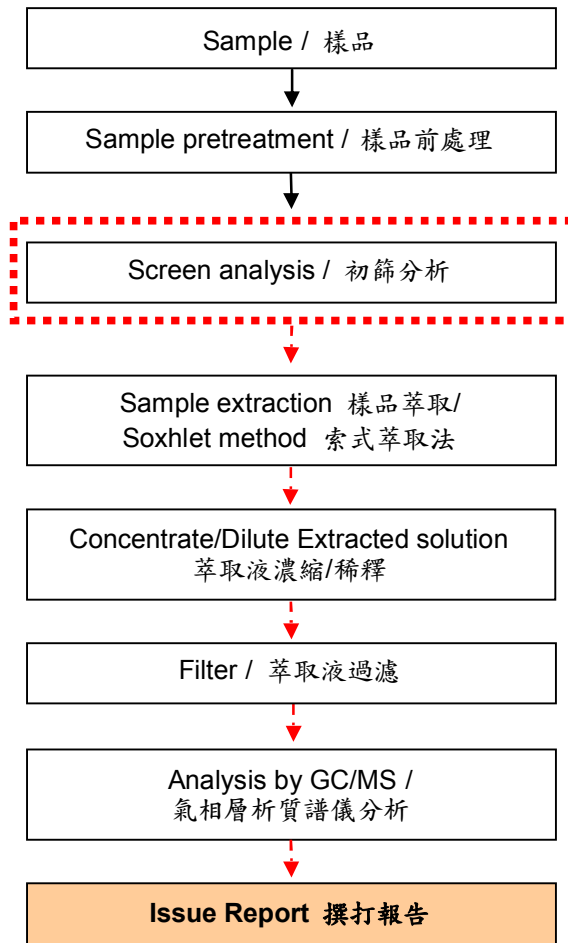 Sample / 樣品
Sample pretreatment / 樣品前處理
Screen analysis / 初篩分析
Sample extraction 樣品萃取/
Soxhlet method 索式萃取法
Concentrate/Dilute Extracted solution
萃取液濃縮/稀釋
Filter / 萃取液過濾
Analysis by GC/MS /
氣相層析質譜儀分析
Issue Report 撰打報告